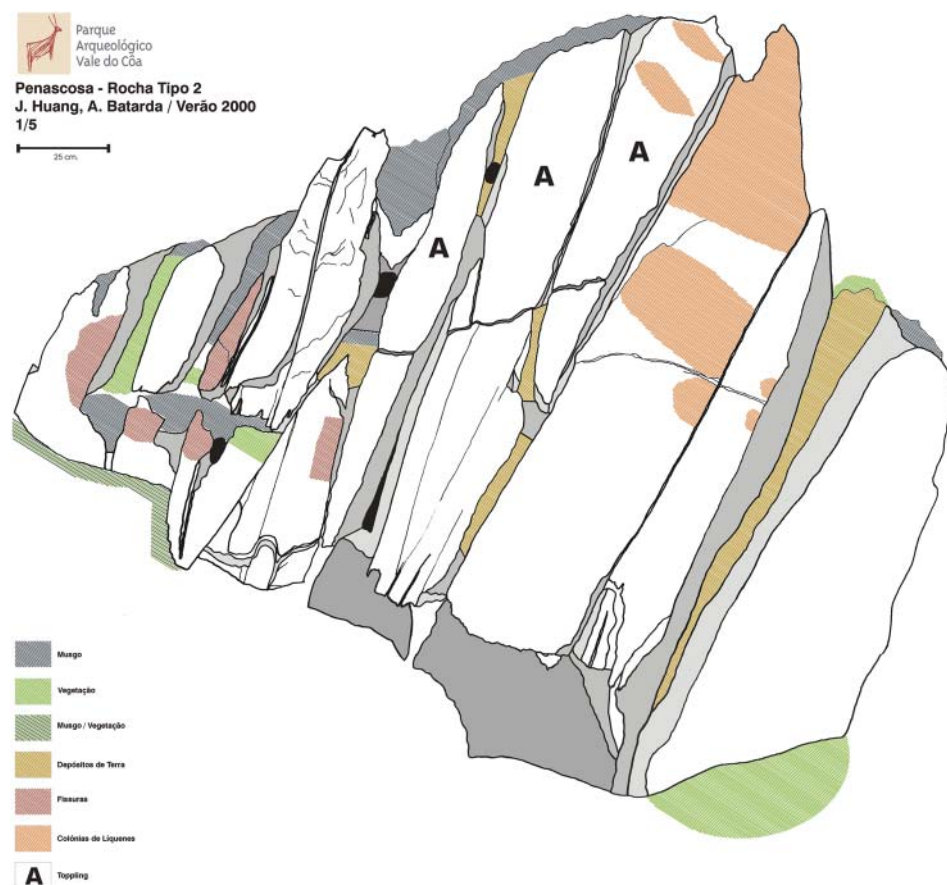 Parque
Arqueológico
Vale do Côa
Penascosa - Rocha Tipo 2
J. Huang, A. Batarda / Verão 2000
1/5
25 cm.
A
A
A
Musgo
Vegetação
Musgo / Vegetação
Depósitos de Terra
Fissuras
Colónias de Líquenes
A Toppling